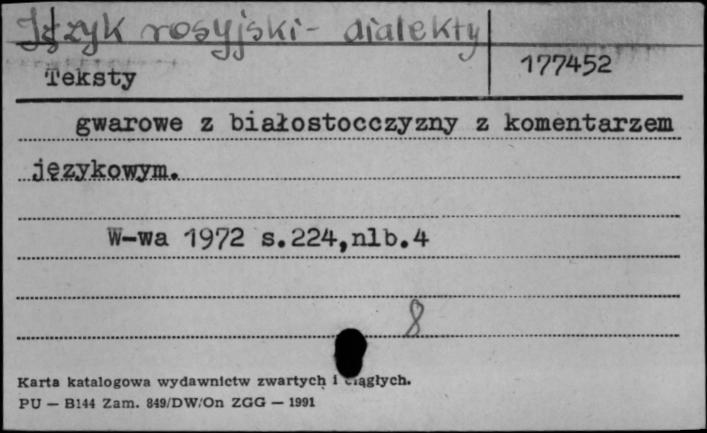 Język rosyjski - dialekty
Teksty 177452
gwarowe z białostocczyzny z komentarzem
językowym.
W-wa 1972 s.224,nlb.4
8
Karta katalogowa wydawnictw zwartych i ciągłych.
PU — B144 Zam. 849/DW/On ZGG — 1991